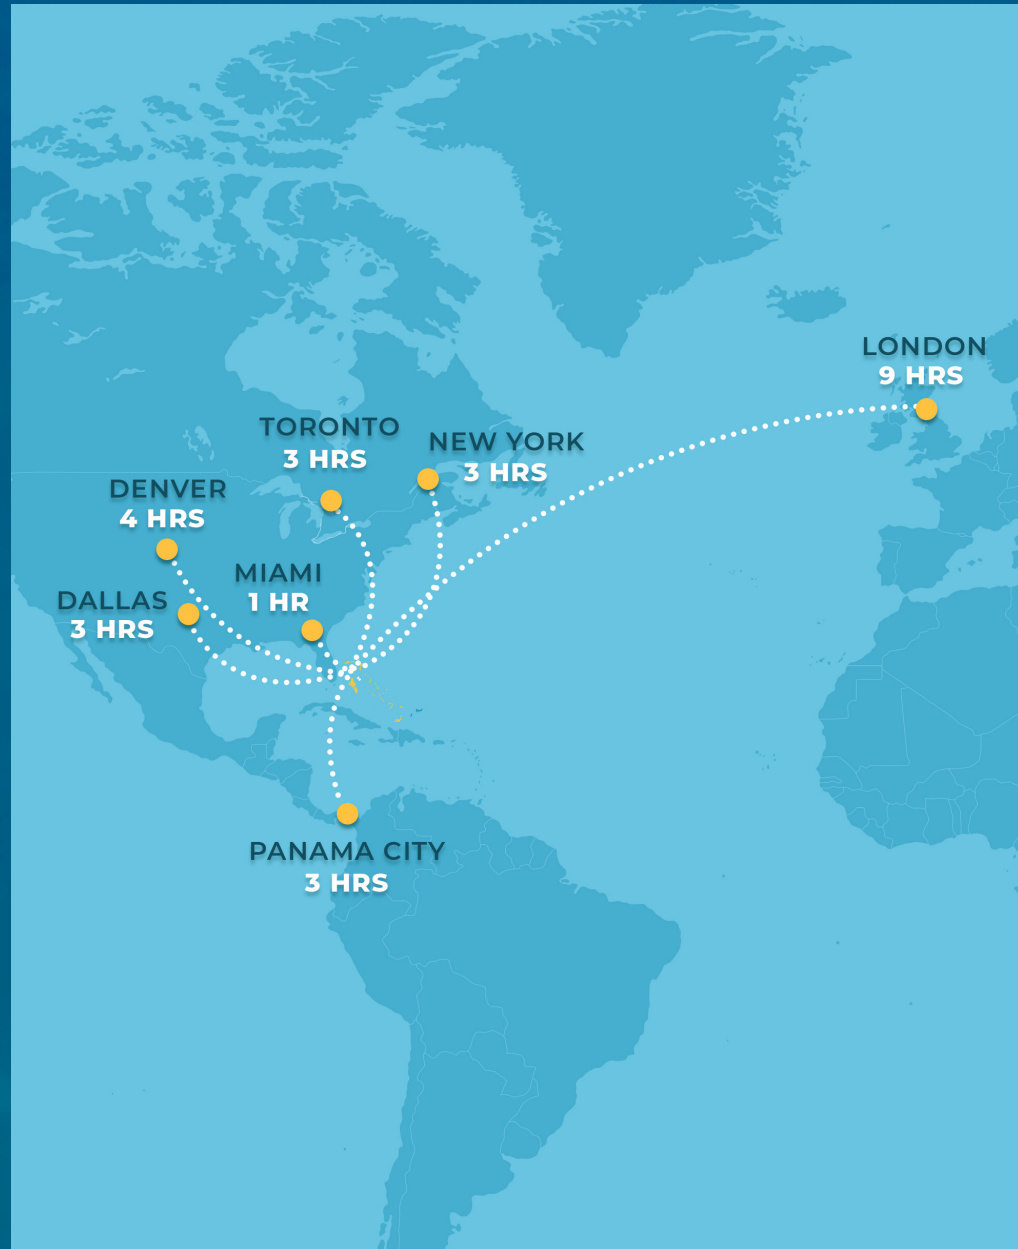 LONDON
9 HRS
TORONTO
3 HRS
NEW YORK
3 HRS
DENVER
4 HRS
MIAMI
1 HR
DALLAS
3 HRS
PANAMA CITY
3 HRS